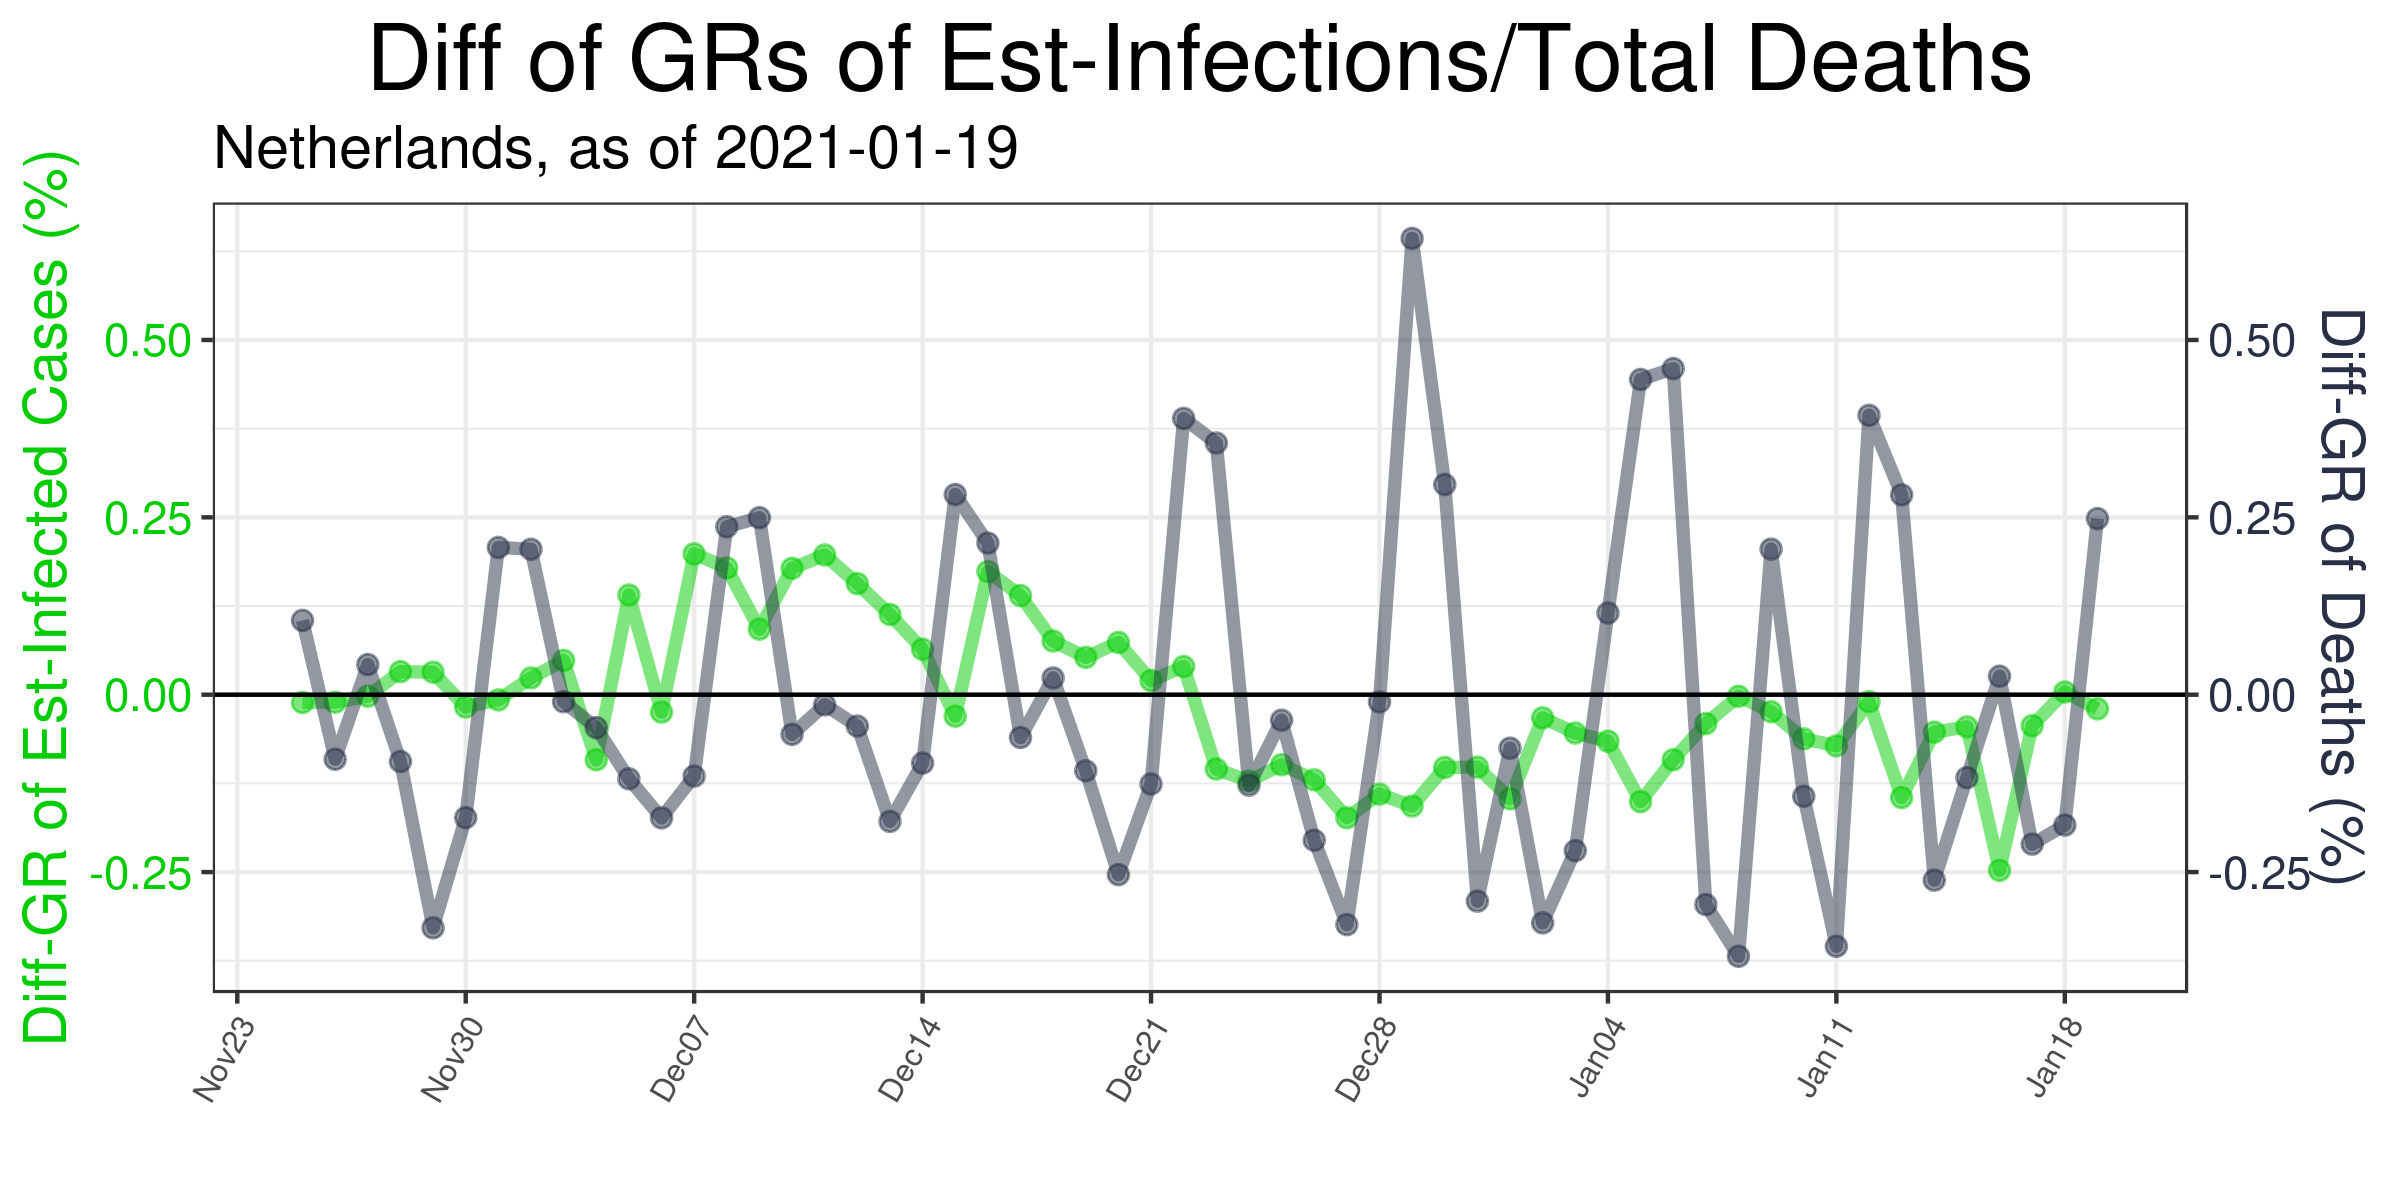 Diff of GRs of Est-Infections/Total Deaths
Netherlands, as of 2021-01-19
Diff-GR of Est-Infected Cases (%)
0.50
0.25
0.00
-0.25
0.50
0.25
0.00
-0.25
Diff-GR of Deaths (%)
Nov23
Nov30
Dec07
Dec14
Dec21
Dec28
Jan04
Jan11
Jan18